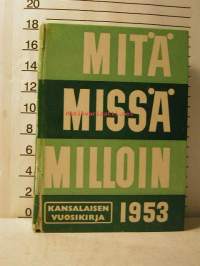 MITÄ
MISSÄ
MILLOIN
KANSALAISEN
VUOSIKIRJA
1953
20
18
16
14
12
10
8
6
4
2
0